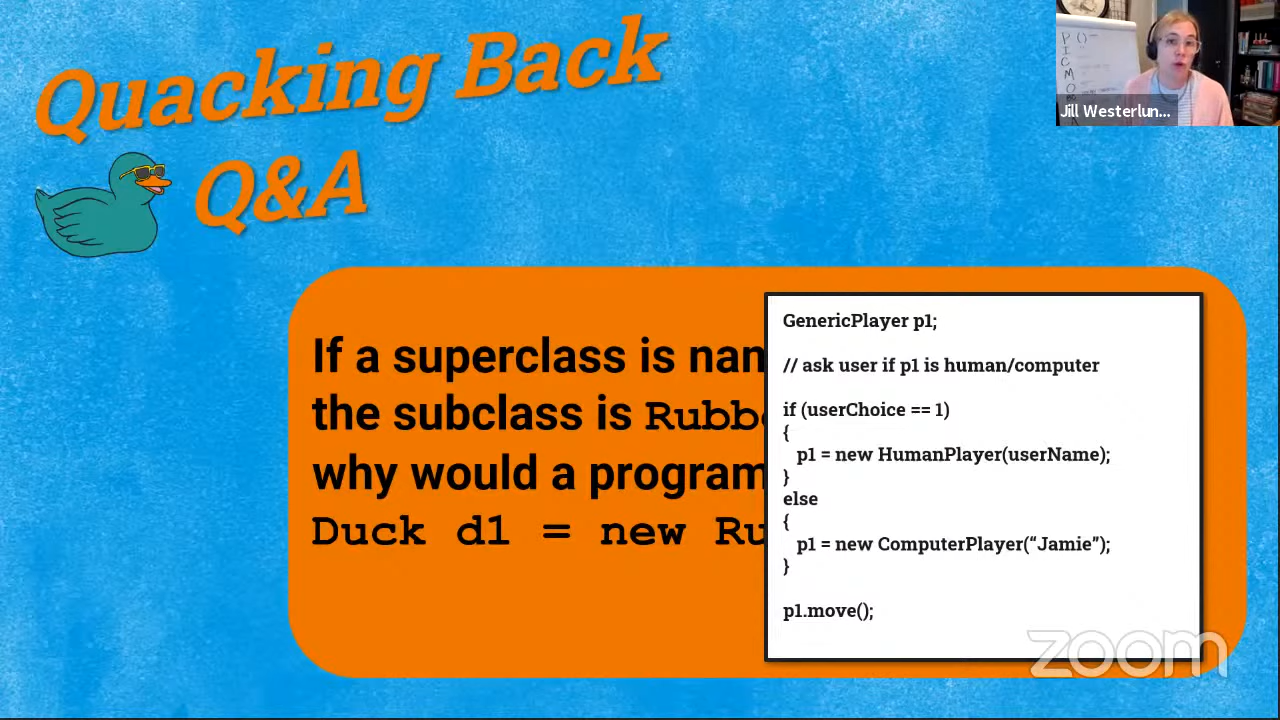 Quacking Back
Q&A
Jill Westerlun...
If a superclass is nam
the subclass is Rubb
why would a program
Duck d1 = new Ru
GenericPlayer p1;
// ask user if p1 is human/computer
if (userChoice == 1)
{
p1 = new HumanPlayer(userName);
}
else
{
p1 = new ComputerPlayer(“Jamie”);
}
p1.move();
zoom